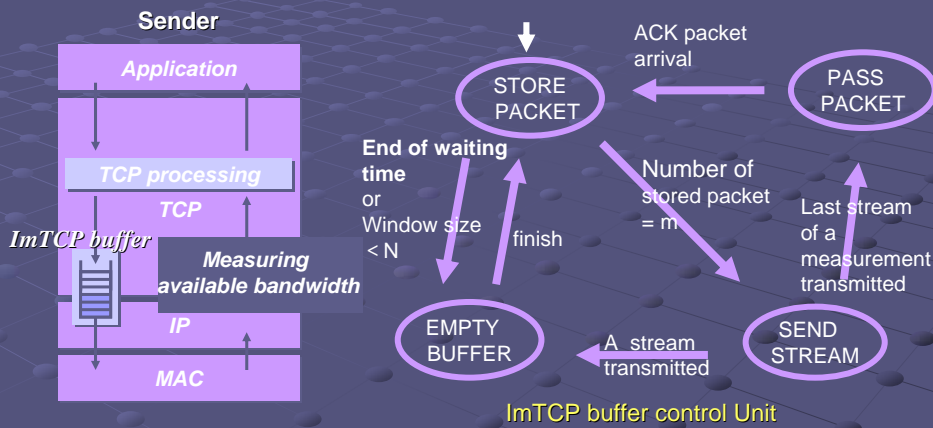 Sender
Application
TCP processing
TCP
ImTCP buffer
Measuring
available bandwidth
IP
MAC
STORE
PACKET
ACK packet
arrival
PASS
PACKET
End of waiting
time
or
Window size
< N
finish
Number of
stored packet
= m
Last stream
of a
measurement
transmitted
EMPTY
BUFFER
A stream
transmitted
SEND
STREAM
ImTCP buffer control Unit